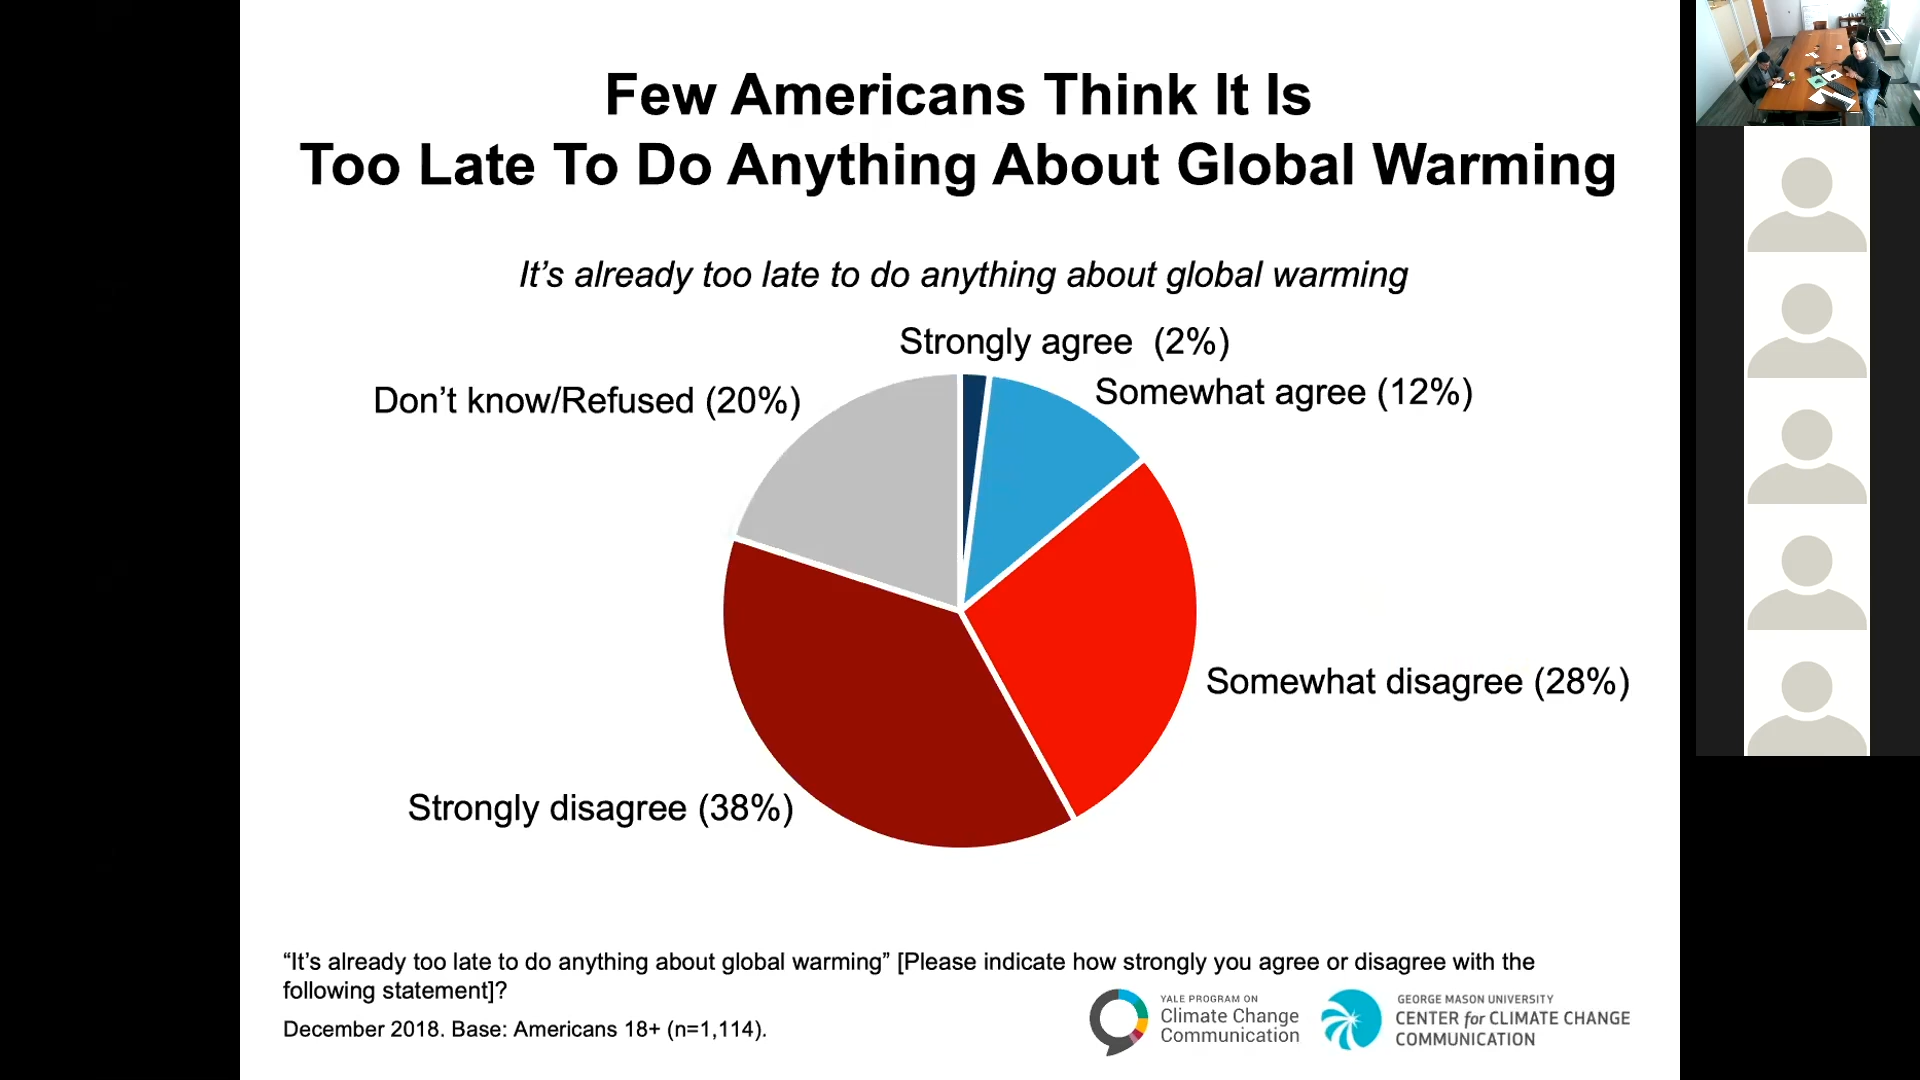 Few Americans Think It Is
Too Late To Do Anything About Global Warming
It’s already too late to do anything about global warming
Strongly agree  (2%)
Somewhat agree (12%)
Don’t know/Refused (20%)
Somewhat disagree (28%)
Strongly disagree (38%)
“It’s already too late to do anything about global warming” [Please indicate how strongly you agree or disagree with the
following statement]?
December 2018. Base: Americans 18+ (n=1,114).
YALE PROGRAM ON
Climate Change
Communication
GEORGE MASON UNIVERSITY
CENTER for CLIMATE CHANGE
COMMUNICATION